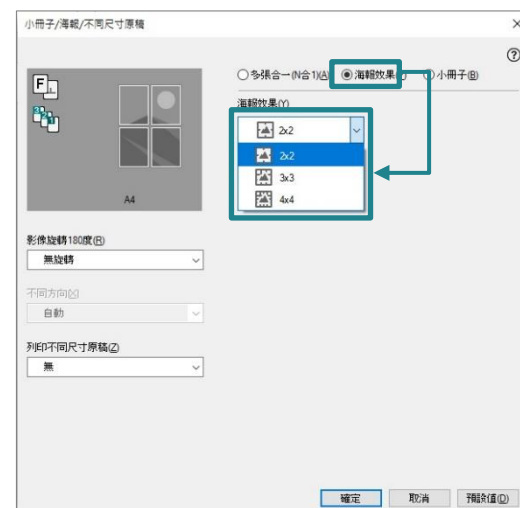 小冊子/海報/不同尺寸原稿
多張合一(N合1)(A) 海報效果 小冊子(B)
海報效果(Y)
2x2
2x2
3x3
4x4
F
3 2 1
A4
影像旋轉180度(R)
無旋轉
不同方向(X)
自動
列印不同尺寸原稿(Z)
無
確定 取消 預設值(D)